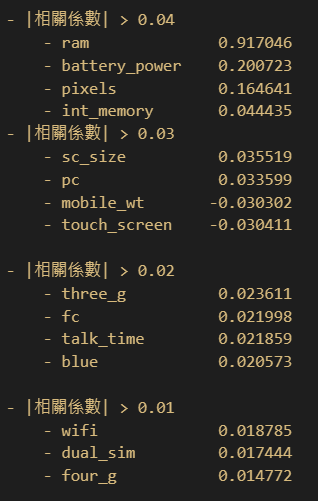 - |相關係數| > 0.04
    - ram             0.917046
    - battery_power   0.200723
    - pixels          0.164641
    - int_memory      0.044435
- |相關係數| > 0.03
    - sc_size         0.035519
    - pc              0.033599
    - mobile_wt      -0.030302
    - touch_screen   -0.030411
- |相關係數| > 0.02
    - three_g         0.023611
    - fc              0.021998
    - talk_time       0.021859
    - blue            0.020573
- |相關係數| > 0.01
    - wifi            0.018785
    - dual_sim        0.017444
    - four_g          0.014772